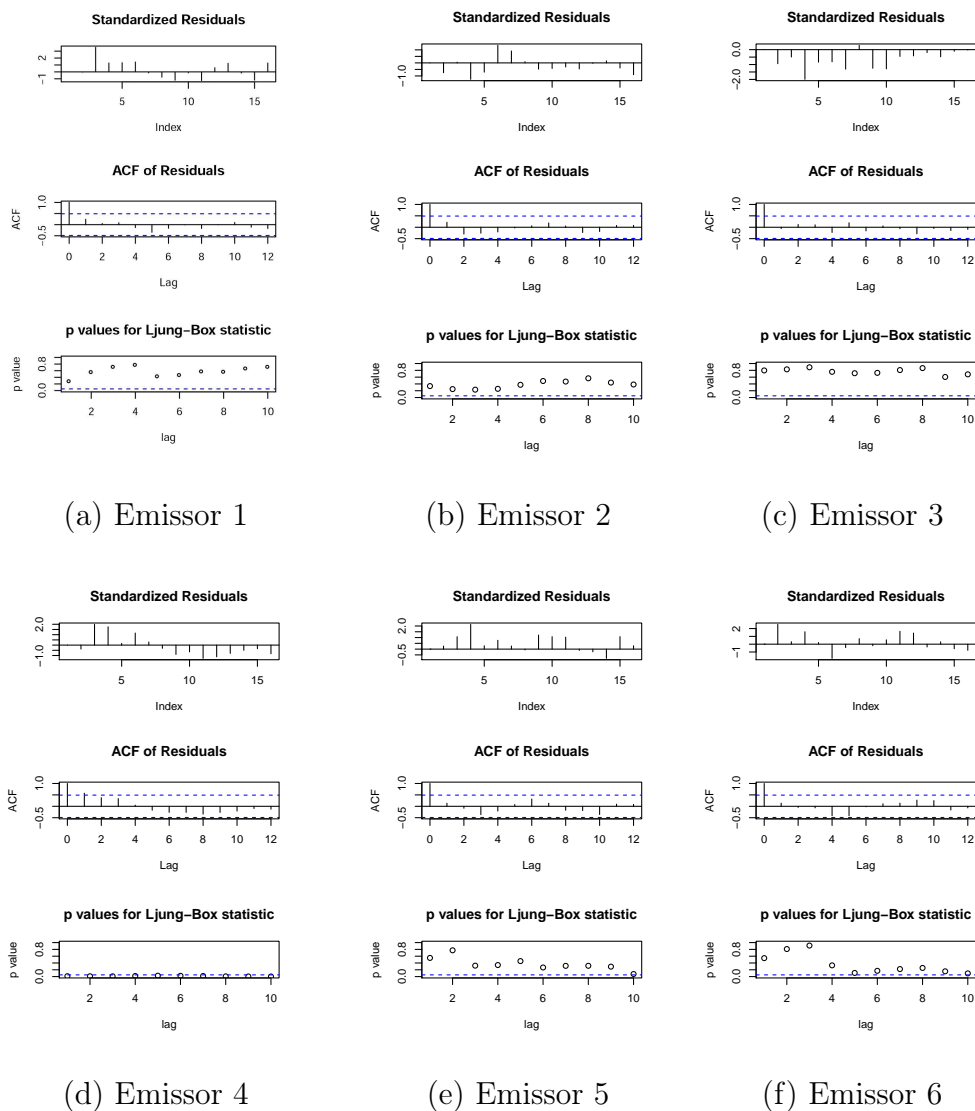 Standardized Residuals
2
−1
5
10
15
Index
ACF of Residuals
ACF
1.0
−0.5
0
2
4
6
8
10
12
Lag
p values for Ljung−Box statistic
p value
0.8
0.0
2
4
6
8
10
lag
(a) Emissor 1
Standardized Residuals
−1.0
5
10
15
Index
ACF of Residuals
ACF
1.0
−0.5
0
2
4
6
8
10
12
Lag
p values for Ljung−Box statistic
p value
0.8
0.0
2
4
6
8
10
lag
(b) Emissor 2
Standardized Residuals
0.0
−2.0
5
10
15
Index
ACF of Residuals
ACF
1.0
−0.5
0
2
4
6
8
10
12
Lag
p values for Ljung−Box statistic
p value
0.8
0.0
2
4
6
8
10
lag
(c) Emissor 3
Standardized Residuals
2.0
−1.0
5
10
15
Index
ACF of Residuals
ACF
1.0
−0.5
0
2
4
6
8
10
12
Lag
p values for Ljung−Box statistic
p value
0.8
0.0
2
4
6
8
10
lag
(d) Emissor 4
Standardized Residuals
2.0
−0.5
5
10
15
Index
ACF of Residuals
ACF
1.0
−0.5
0
2
4
6
8
10
12
Lag
p values for Ljung−Box statistic
p value
0.8
0.0
2
4
6
8
10
lag
(e) Emissor 5
Standardized Residuals
2
−1
5
10
15
Index
ACF of Residuals
ACF
1.0
−0.5
0
2
4
6
8
10
12
Lag
p values for Ljung−Box statistic
p value
0.8
0.0
2
4
6
8
10
lag
(f) Emissor 6